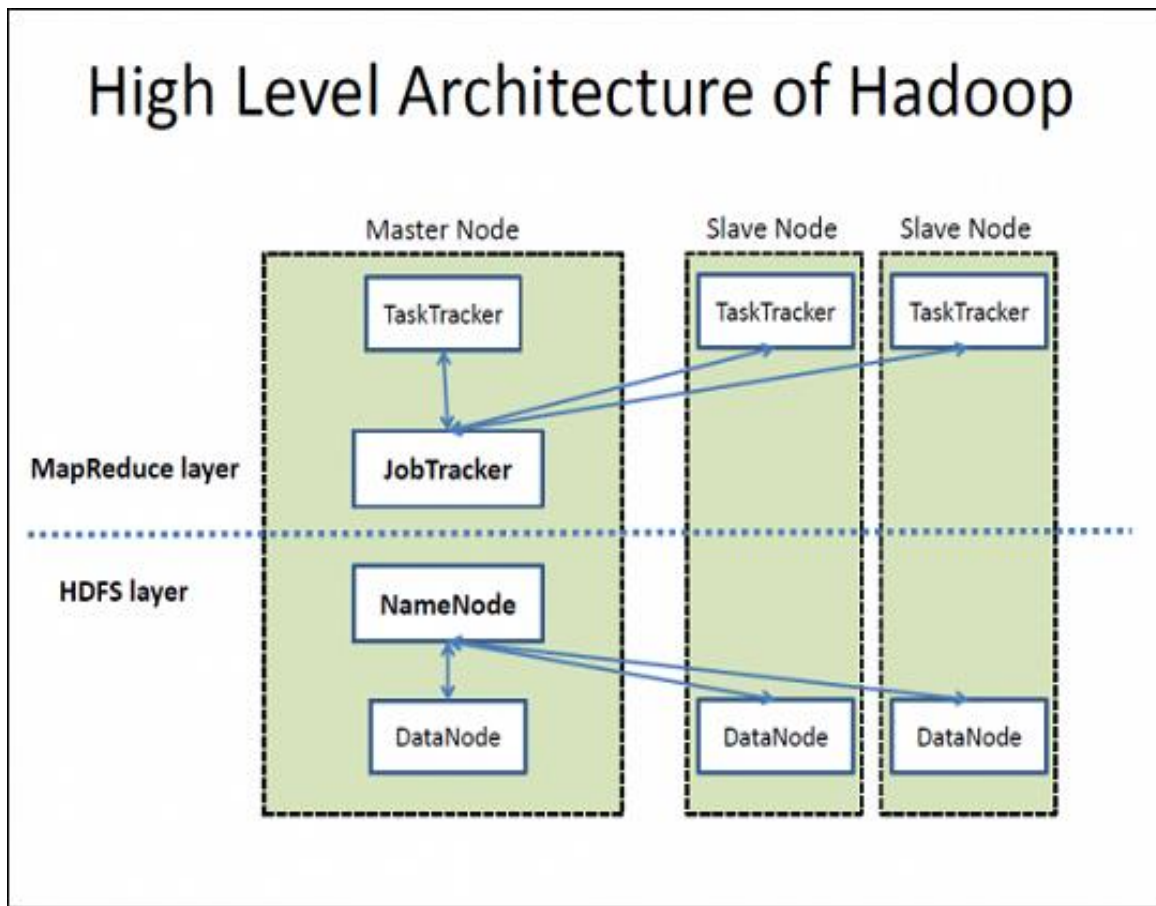 High Level Architecture of Hadoop
Master Node
Slave Node
Slave Node
TaskTracker
TaskTracker
TaskTracker
MapReduce layer
JobTracker
HDFS layer
NameNode
DataNode
DataNode
DataNode